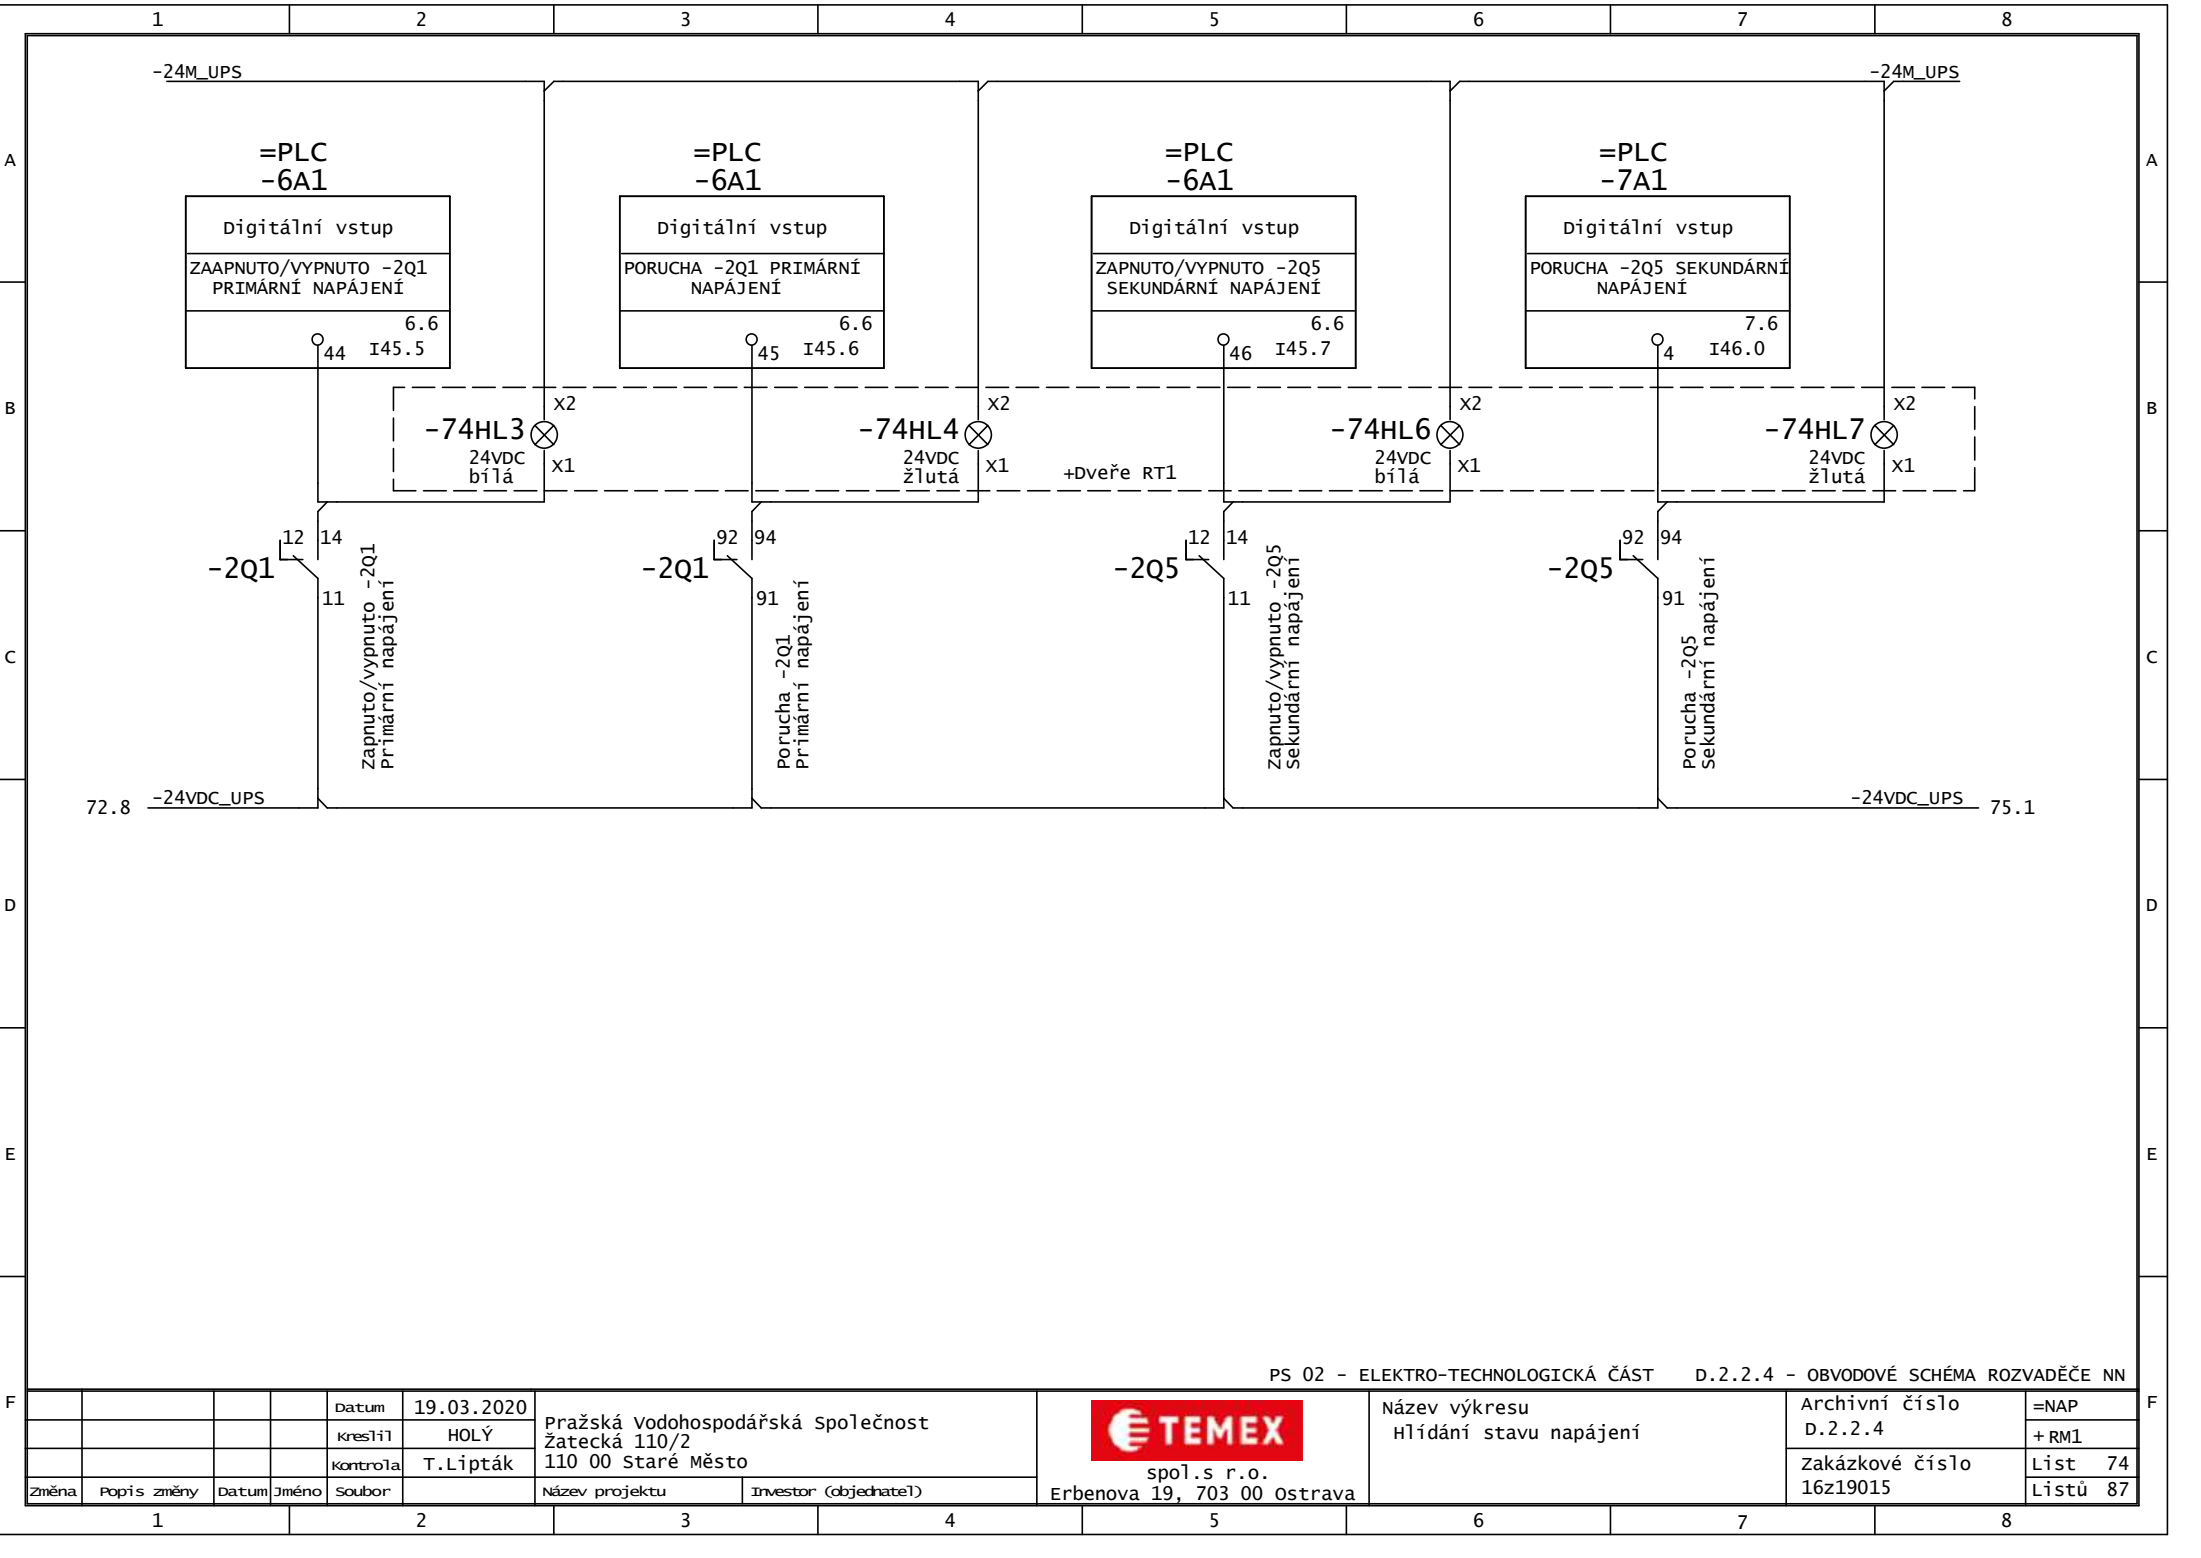 1 2 3 4 5 6 7 8
-24M_UPS -24M_UPS
A A
=PLC
-6A1
Digitální vstup
ZAAPNUTO/VYPNUTO -2Q1
PRIMÁRNÍ NAPÁJENÍ
6.6
44 I45.5
=PLC
-6A1
Digitální vstup
PORUCHA -2Q1 PRIMÁRNÍ
NAPÁJENÍ
6.6
45 I45.6
=PLC
-6A1
Digitální vstup
ZAPNUTO/VYPNUTO -2Q5
SEKUNDÁRNÍ NAPÁJENÍ
6.6
46 I45.7
=PLC
-7A1
Digitální vstup
PORUCHA -2Q5 SEKUNDÁRNÍ
NAPÁJENÍ
7.6
4 I46.0
B B
X2
-74HL3
24VDC
bílá
X1
X2
-74HL4
24VDC
žlutá
X1
+Dveře RT1
X2
-74HL6
24VDC
bílá
X1
X2
-74HL7
24VDC
žlutá
X1
12 14
-2Q1
11
Zapnuto/vypnuto -2Q1
Primární napájení
92 94
-2Q1
91
Porucha -2Q1
Primární napájení
12 14
-2Q5
11
Zapnuto/vypnuto -2Q5
Sekundární napájení
92 94
-2Q5
91
Porucha -2Q5
Sekundární napájení
C C
72.8 -24VDC_UPS -24VDC_UPS 75.1
D D
E E
PS 02 - ELEKTRO-TECHNOLOGICKÁ ČÁST D.2.2.4 - OBVODOVÉ SCHÉMA ROZVADĚČE NN
F F
Datum 19.03.2020
Kreslil HOLÝ
Kontrola T.Lipták
Změna Popis změny Datum Jméno Soubor
Pražská Vodohospodářská Společnost
Žatecká 110/2
110 00 Staré Město
Název projektu Investor (objednatel)
TEMEX
spol.s r.o.
Erbenova 19, 703 00 Ostrava
Název výkresu
Hlídání stavu napájení
Archivní číslo
D.2.2.4
Zakázkové číslo
16z19015
=NAP
+ RM1
List 74
Listů 87
1 2 3 4 5 6 7 8